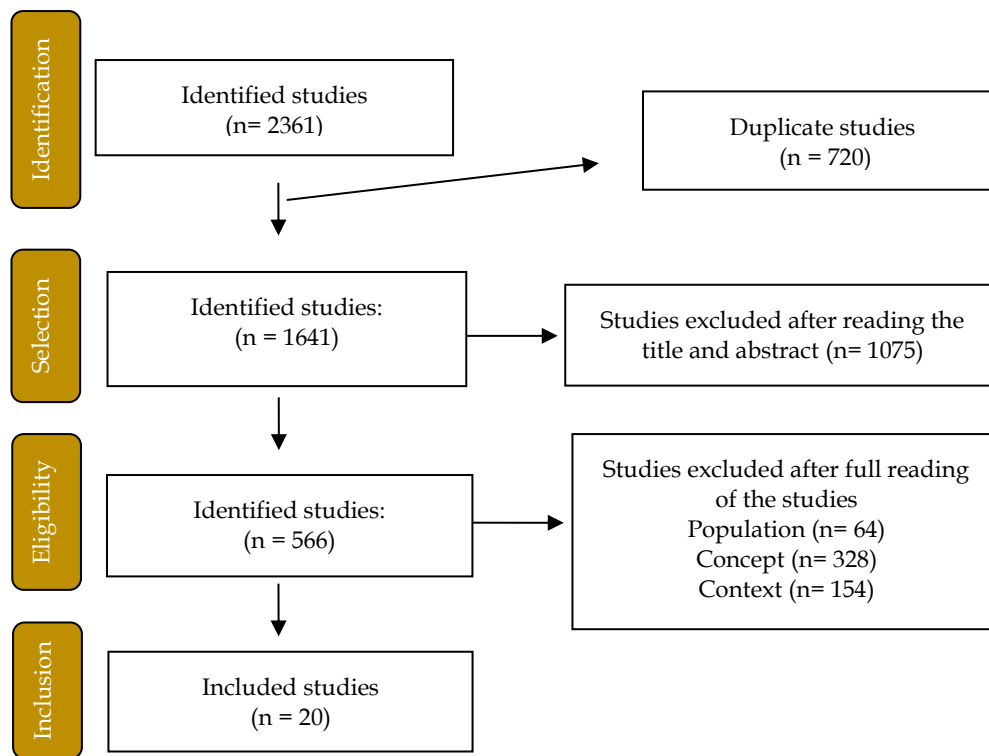 Identification
Identified studies
(n= 2361)
Duplicate studies
(n = 720)
Selection
Identified studies:
(n = 1641)
Studies excluded after reading the
title and abstract (n= 1075)
Eligibility
Identified studies:
(n = 566)
Studies excluded after full reading
of the studies
Population (n= 64)
Concept (n= 328)
Context (n= 154)
Inclusion
Included studies
(n = 20)